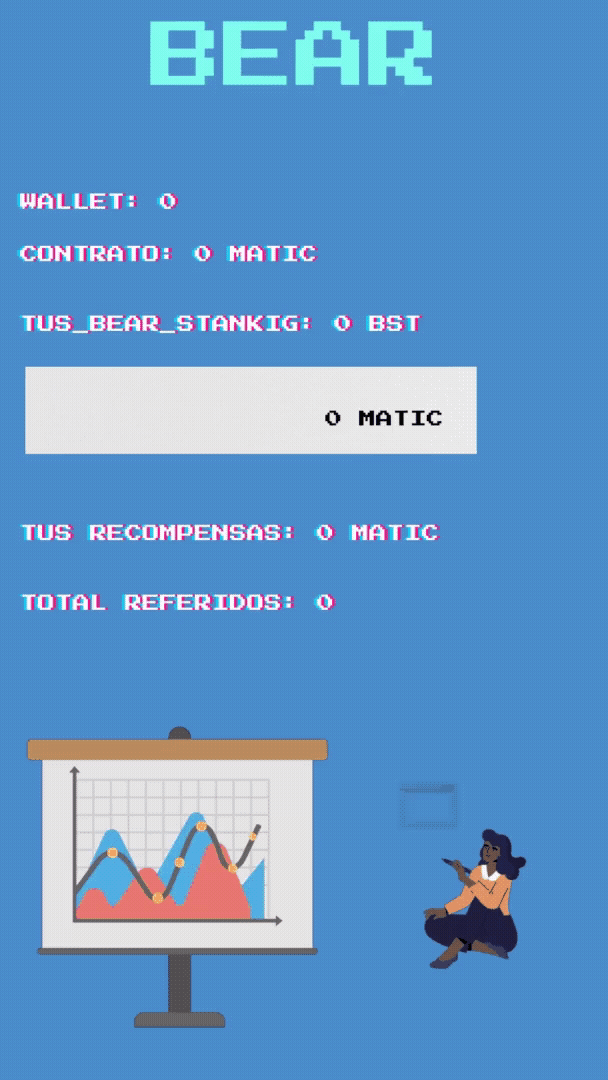 BEAR
WALLET: 0
CONTRATO: 0 MATIC
TUS_BEAR_STANKIG: 0 BST
0 MATIC
TUS RECOMPENSAS: 0 MATIC
TOTAL REFERIDOS: 0